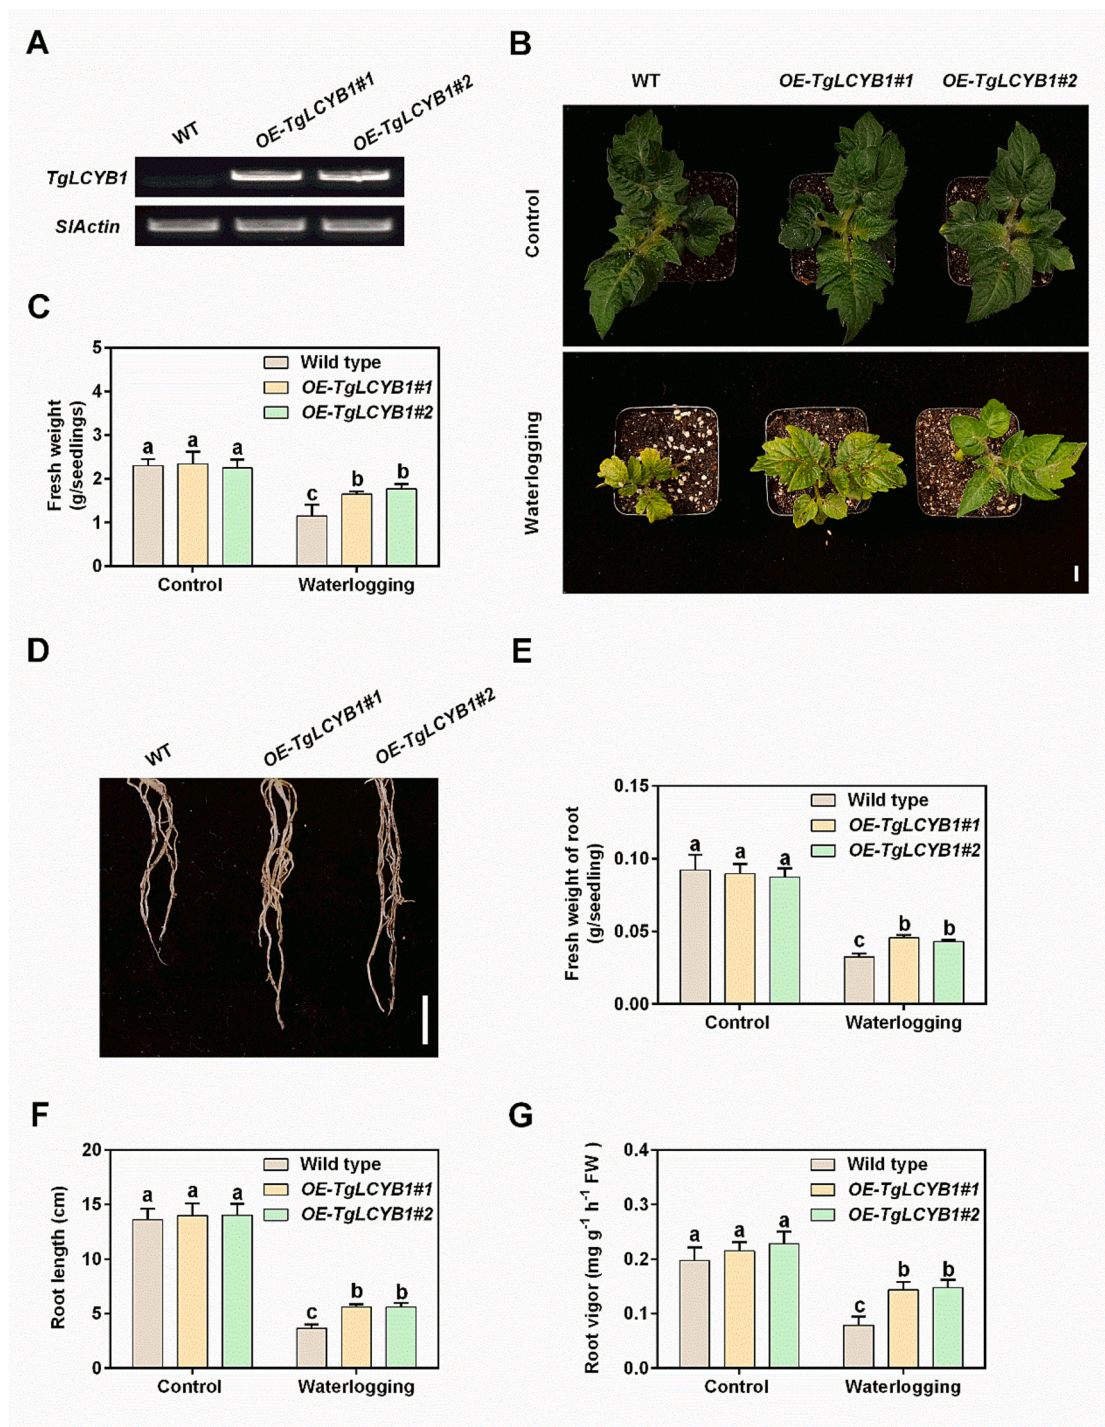 A
WT
OE-TgLCYB1#1
OE-TgLCYB1#2
TgLCYB1
SlActin
B
WT
OE-TgLCYB1#1
OE-TgLCYB1#2
Control
Waterlogging
C
5
4
3
2
1
0
Fresh weight
(g/seedlings)
Wild type
OE-TgLCYB1#1
OE-TgLCYB1#2
a
a
a
c
b
b
Control
Waterlogging
D
WT
OE-TgLCYB1#1
OE-TgLCYB1#2
E
0.15
0.10
0.05
0.00
Fresh weight of root
(g/seedling)
Wild type
OE-TgLCYB1#1
OE-TgLCYB1#2
a
a
a
c
b
b
Control
Waterlogging
F
20
15
10
5
0
Root length (cm)
Wild type
OE-TgLCYB1#1
OE-TgLCYB1#2
a
a
a
c
b
b
Control
Waterlogging
G
0.4
0.3
0.2
0.1
0.0
Root vigor (mg g⁻¹ h⁻¹ FW )
Wild type
OE-TgLCYB1#1
OE-TgLCYB1#2
a
a
a
c
b
b
Control
Waterlogging